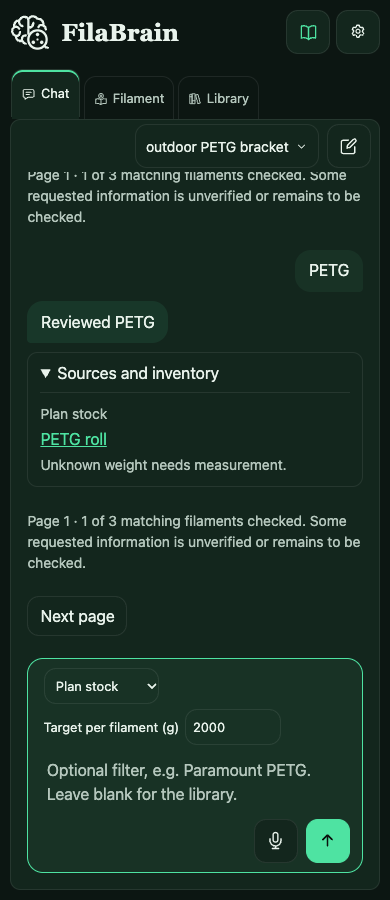 FilaBrain
Chat
Filament
Library
outdoor PETG bracket
Page 1 · 1 of 3 matching filaments checked. Some
requested information is unverified or remains to be
checked.
PETG
Reviewed PETG
▼ Sources and inventory
Plan stock
PETG roll
Unknown weight needs measurement.
Page 1 · 1 of 3 matching filaments checked. Some
requested information is unverified or remains to be
checked.
Next page
Plan stock
Target per filament (g) 2000
Optional filter, e.g. Paramount PETG.
Leave blank for the library.